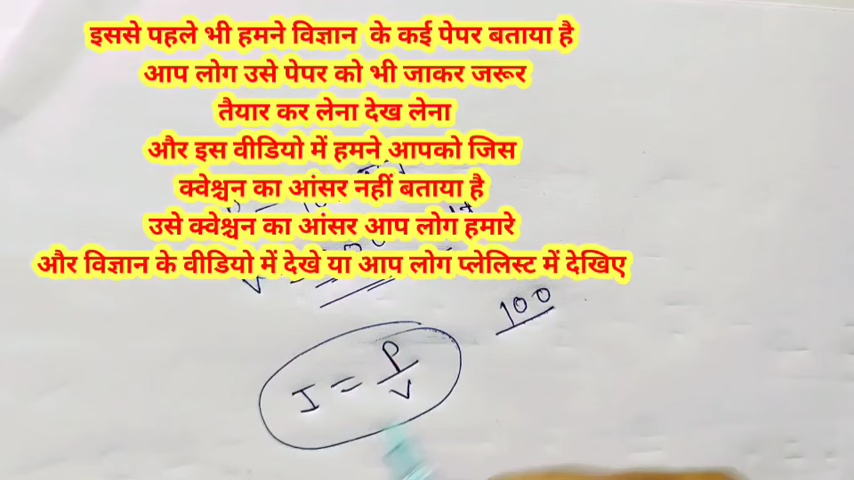 इससे पहले भी हमने विज्ञान के कई पेपर बताया है
आप लोग उसे पेपर को भी जाकर जरूर
तैयार कर लेना देख लेना
और इस वीडियो में हमने आपको जिस
क्वेश्चन का आंसर नहीं बताया है
उसे क्वेश्चन का आंसर आप लोग हमारे
और विज्ञान के वीडियो में देखे या आप लोग प्लेलिस्ट में देखिए
100
I = P/V